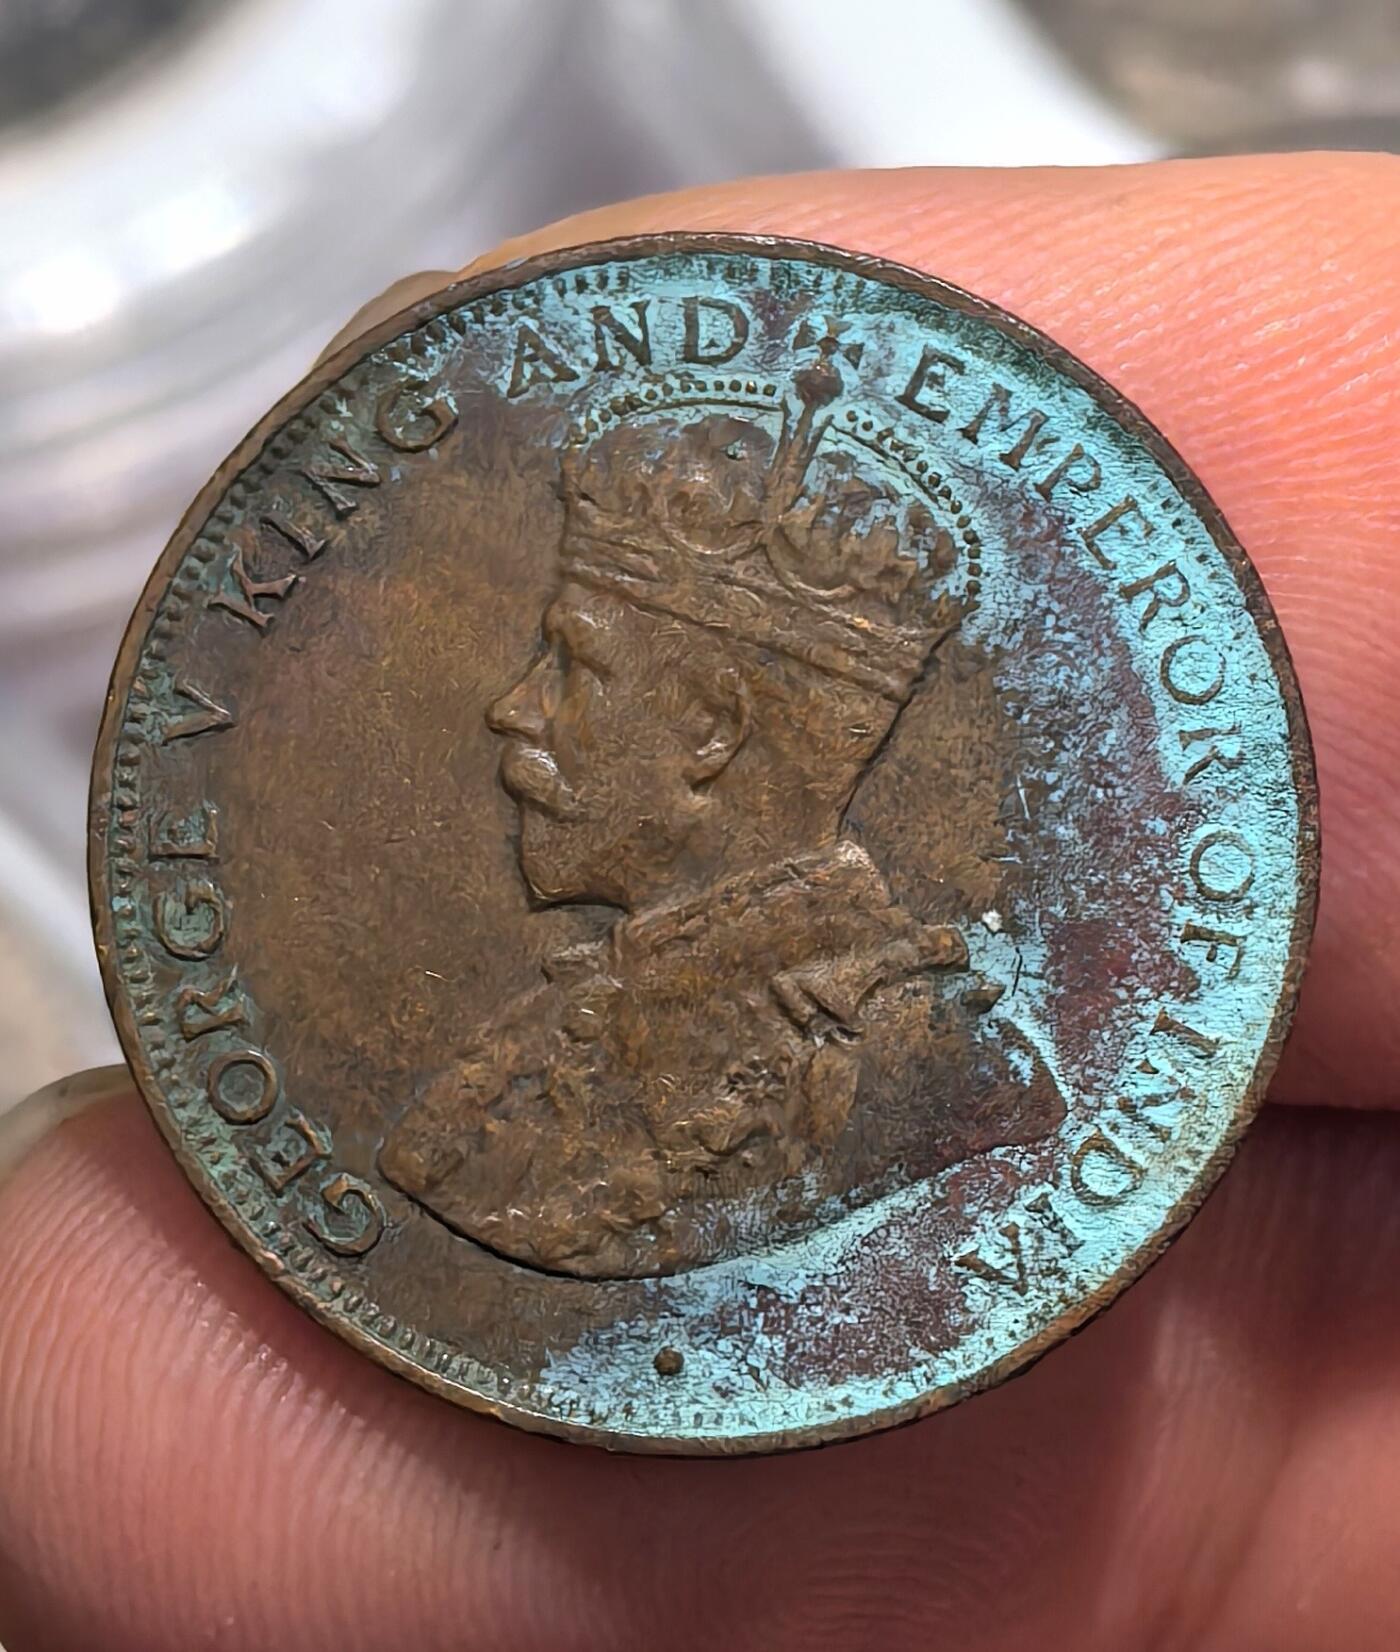 GEORGE V KING AND EMPEROR OF INDIA